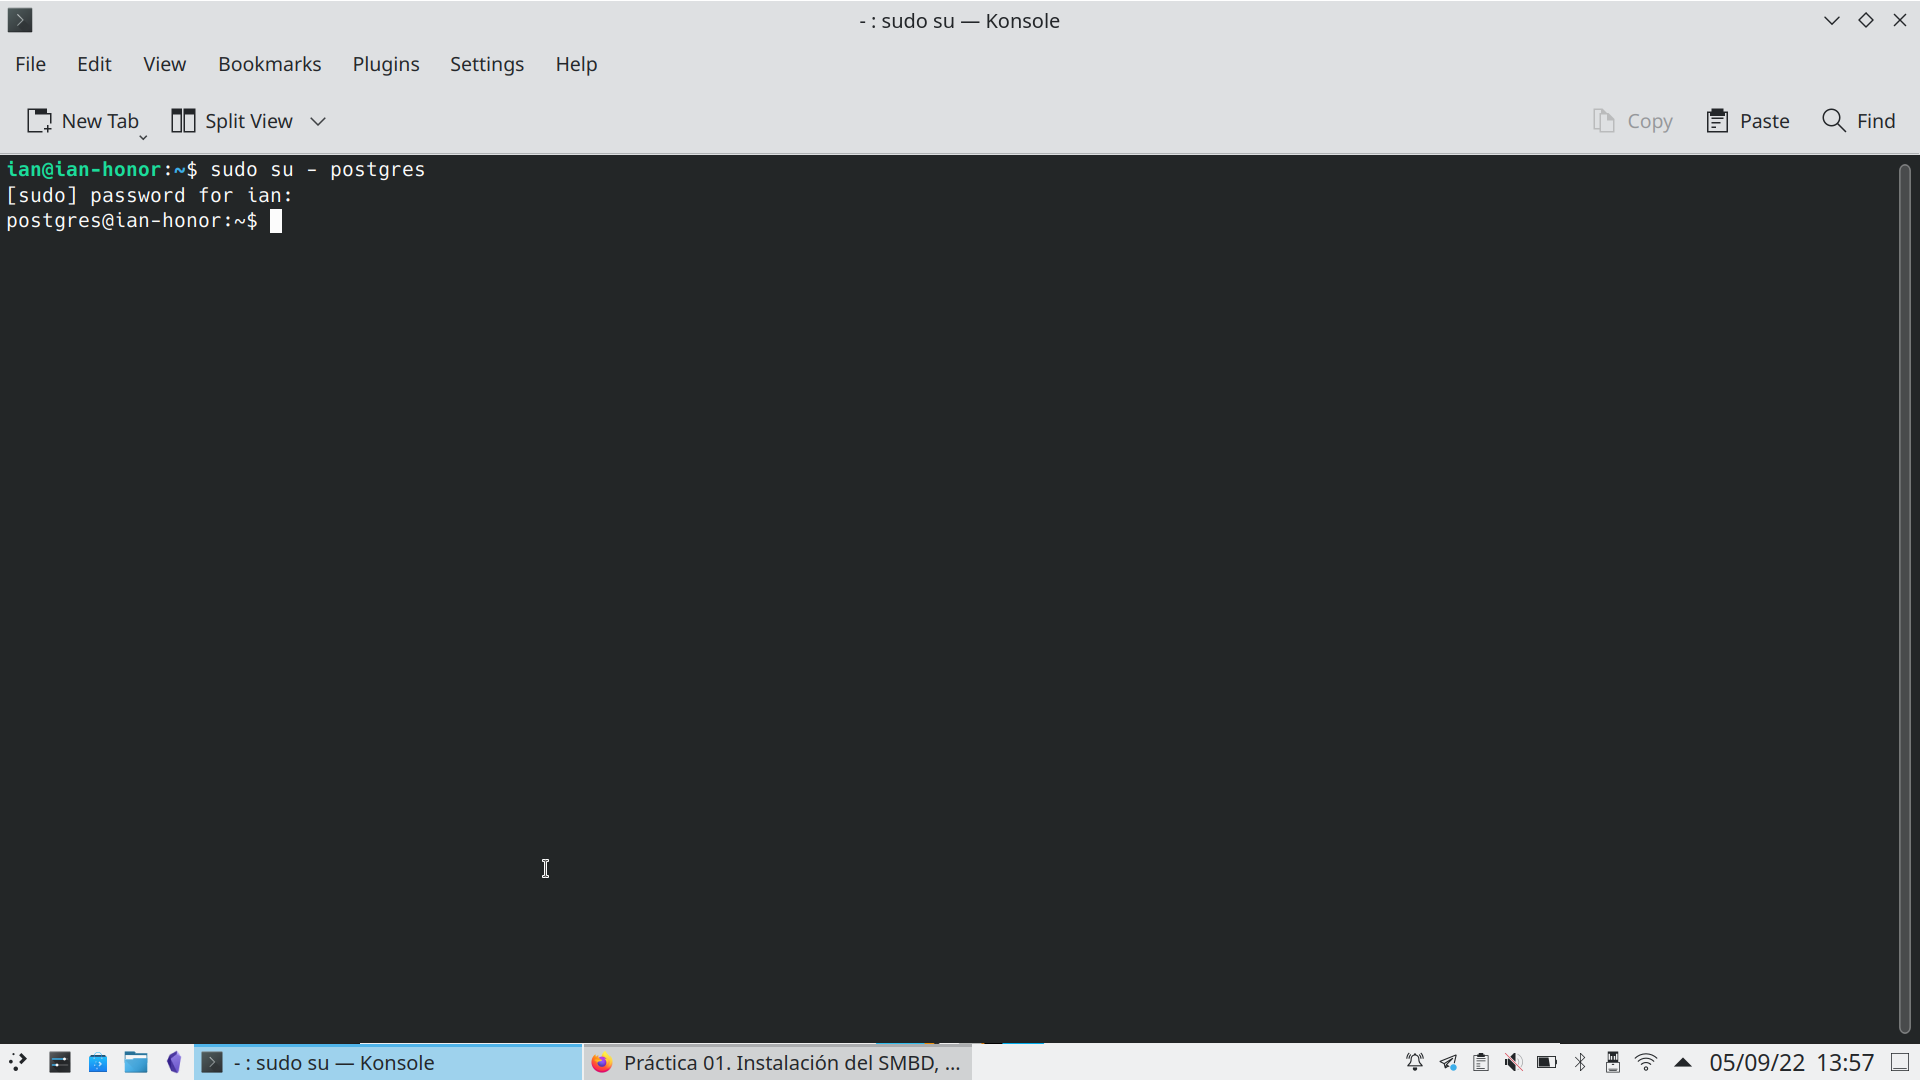 - : sudo su — Konsole
File Edit View Bookmarks Plugins Settings Help
New Tab Split View Copy Paste Find
ian@ian-honor:~$ sudo su - postgres
[sudo] password for ian:
postgres@ian-honor:~$
- : sudo su — Konsole Práctica 01. Instalación del SMBD, ... 05/09/22 13:57